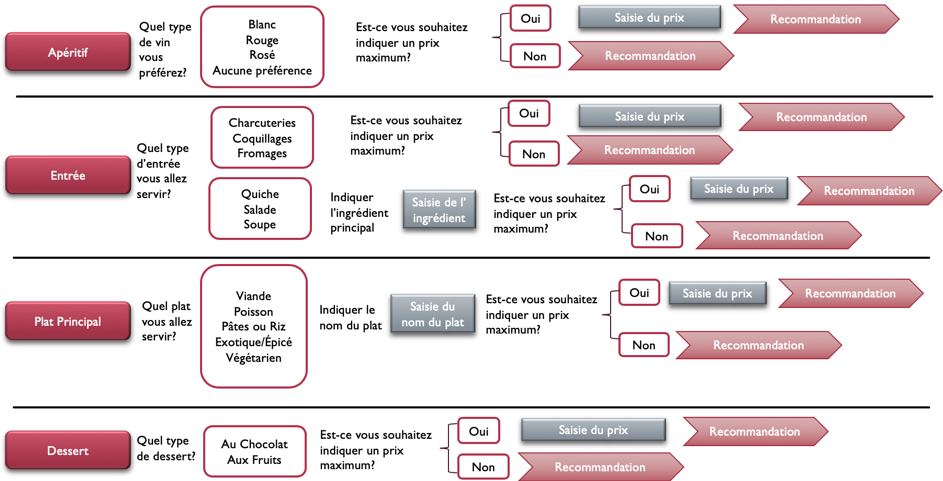 Apéritif
Quel type
de vin
vous
préférez?
Blanc
Rouge
Rosé
Aucune préférence
Est-ce vous souhaitez
indiquer un prix
maximum?
Oui
Saisie du prix
Recommandation
Non
Recommandation
Entrée
Quel type
d'entrée
vous allez
servir?
Charcuteries
Coquillages
Fromages
Est-ce vous souhaitez
indiquer un prix
maximum?
Oui
Saisie du prix
Recommandation
Non
Recommandation
Quiche
Salade
Soupe
Indiquer
l'ingrédient
principal
Saisie de l'
ingrédient
Est-ce vous souhaitez
indiquer un prix
maximum?
Oui
Saisie du prix
Recommandation
Non
Recommandation
Plat Principal
Quel plat
vous allez
servir?
Viande
Poisson
Pâtes ou Riz
Exotique/Épicé
Végétarien
Indiquer le
nom du plat
Saisie du
nom du plat
Est-ce vous souhaitez
indiquer un prix
maximum?
Oui
Saisie du prix
Recommandation
Non
Recommandation
Dessert
Quel type
de dessert?
Au Chocolat
Aux Fruits
Est-ce vous souhaitez
indiquer un prix
maximum?
Oui
Saisie du prix
Recommandation
Non
Recommandation